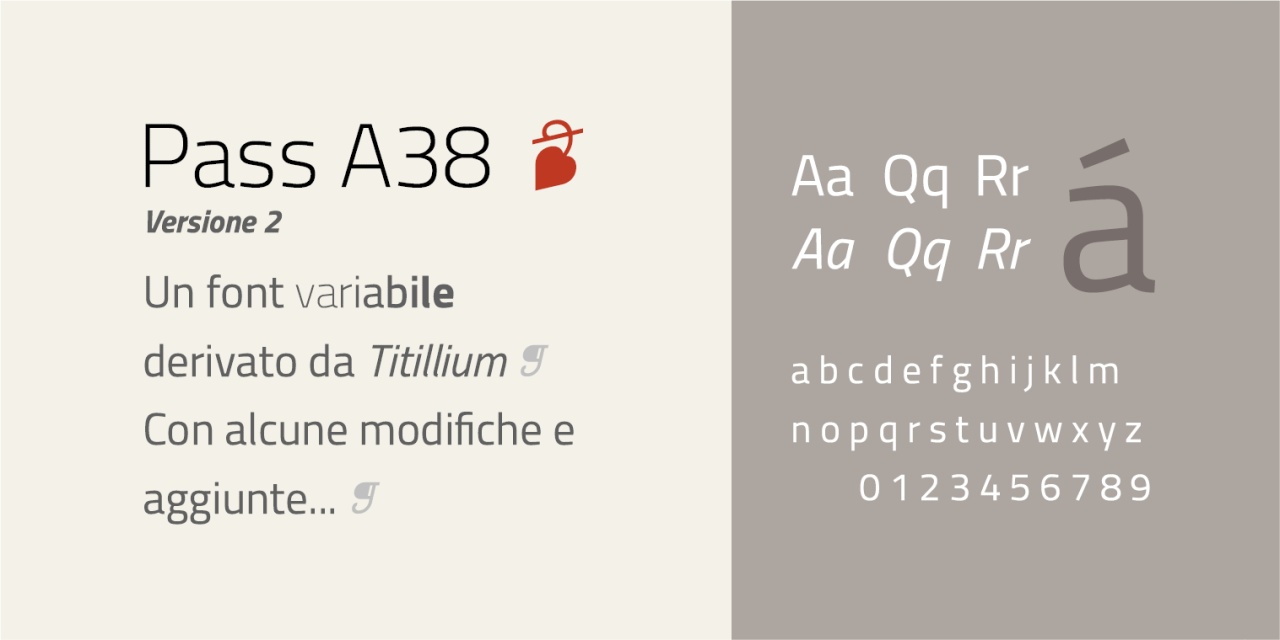 Pass A38
Versione 2
Un font variabile
derivato da Titillium ¶
Con alcune modifiche e
aggiunte... ¶
Aa Qq Rr
Aa Qq Rr
á
a b c d e f g h i j k l m
n o p q r s t u v w x y z
0 1 2 3 4 5 6 7 8 9